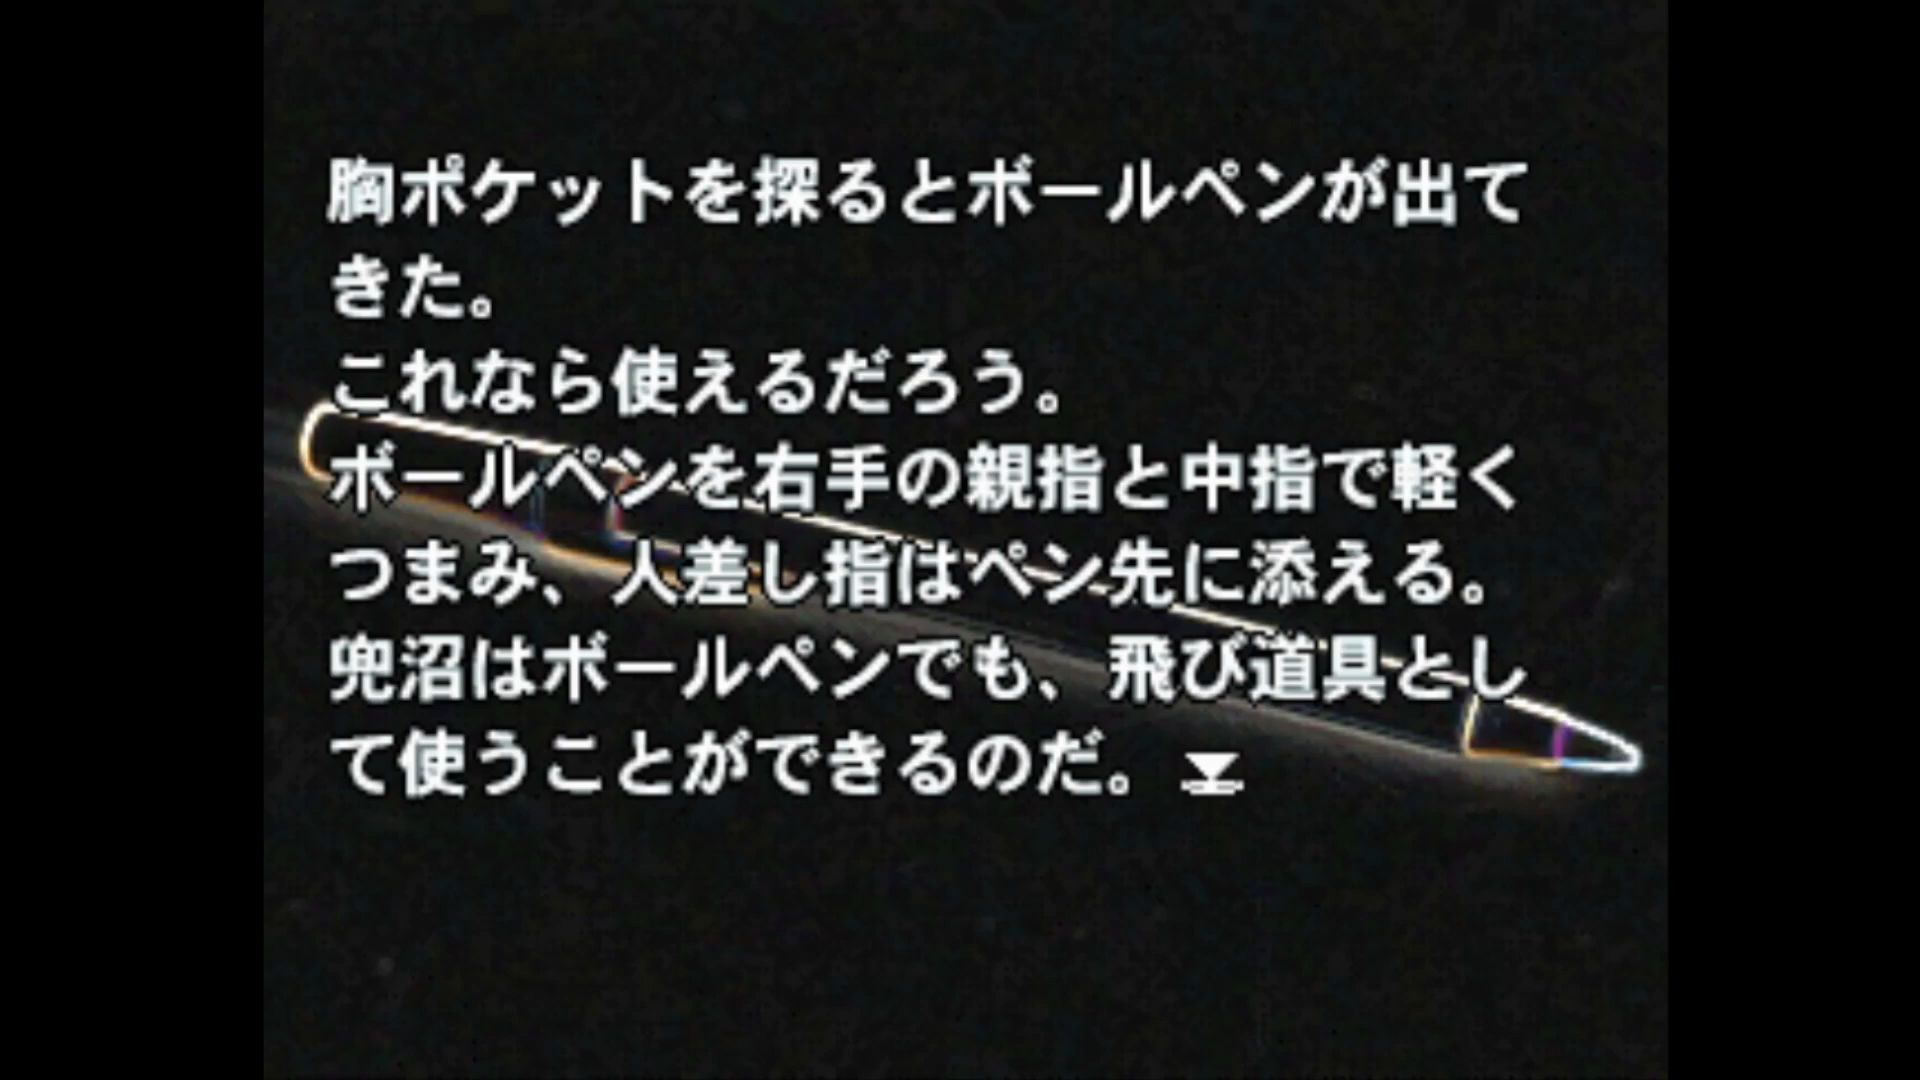 胸ポケットを探るとボールペンが出て
きた。
これなら使えるだろう。
ボールペンを右手の親指と中指で軽く
つまみ、人差し指はペン先に添える。
兜沼はボールペンでも、飛び道具とし
て使うことができるのだ。